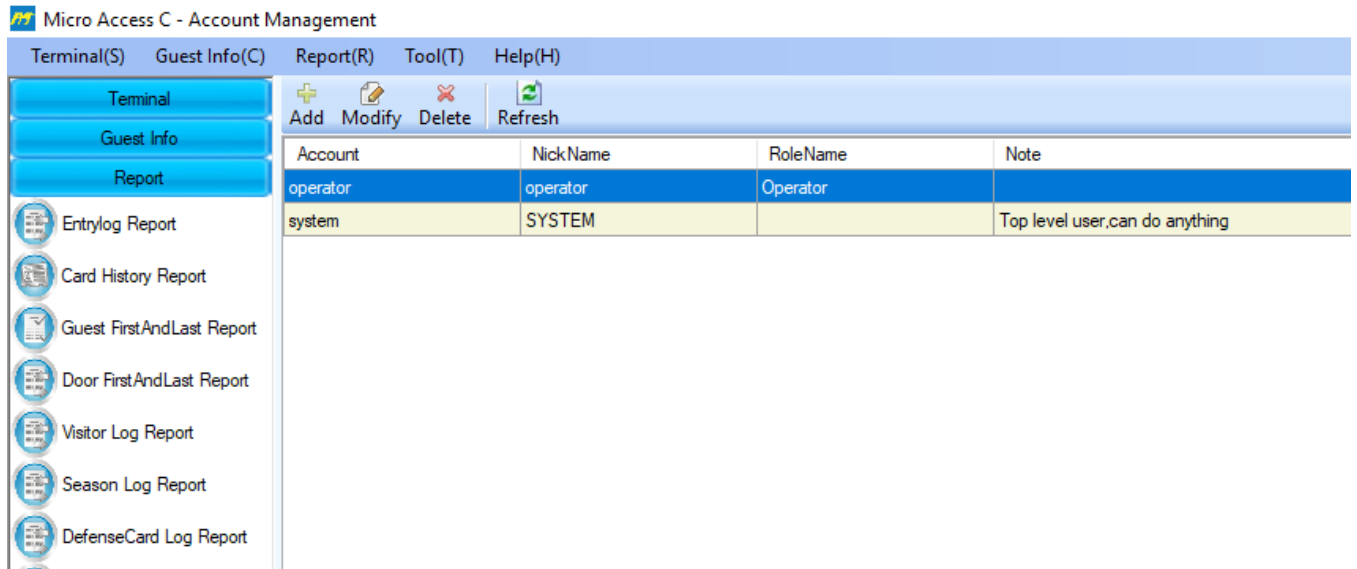 Micro Access C - Account Management
Terminal(S) Guest Info(C) Report(R) Tool(T) Help(H)
Terminal
Guest Info
Report
Entrylog Report
Card History Report
Guest FirstAndLast Report
Door FirstAndLast Report
Visitor Log Report
Season Log Report
DefenseCard Log Report
Add Modify Delete Refresh
Account NickName RoleName Note
operator operator Operator
system SYSTEM Top level user,can do anything